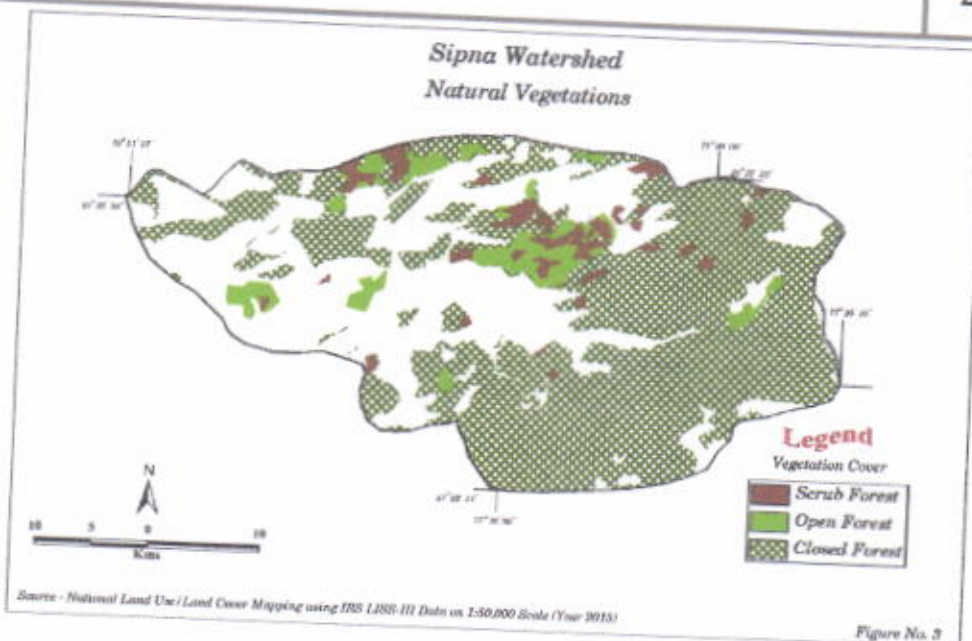 Sipna Watershed
Natural Vegetations
N
10 5 0 10
Kms
Legend
Vegetation Cover
Scrub Forest
Open Forest
Closed Forest
Source - National Land Use / Land Cover Mapping using IRS LISS-III Data on 1:50,000 Scale (Year 2015)
Figure No. 3